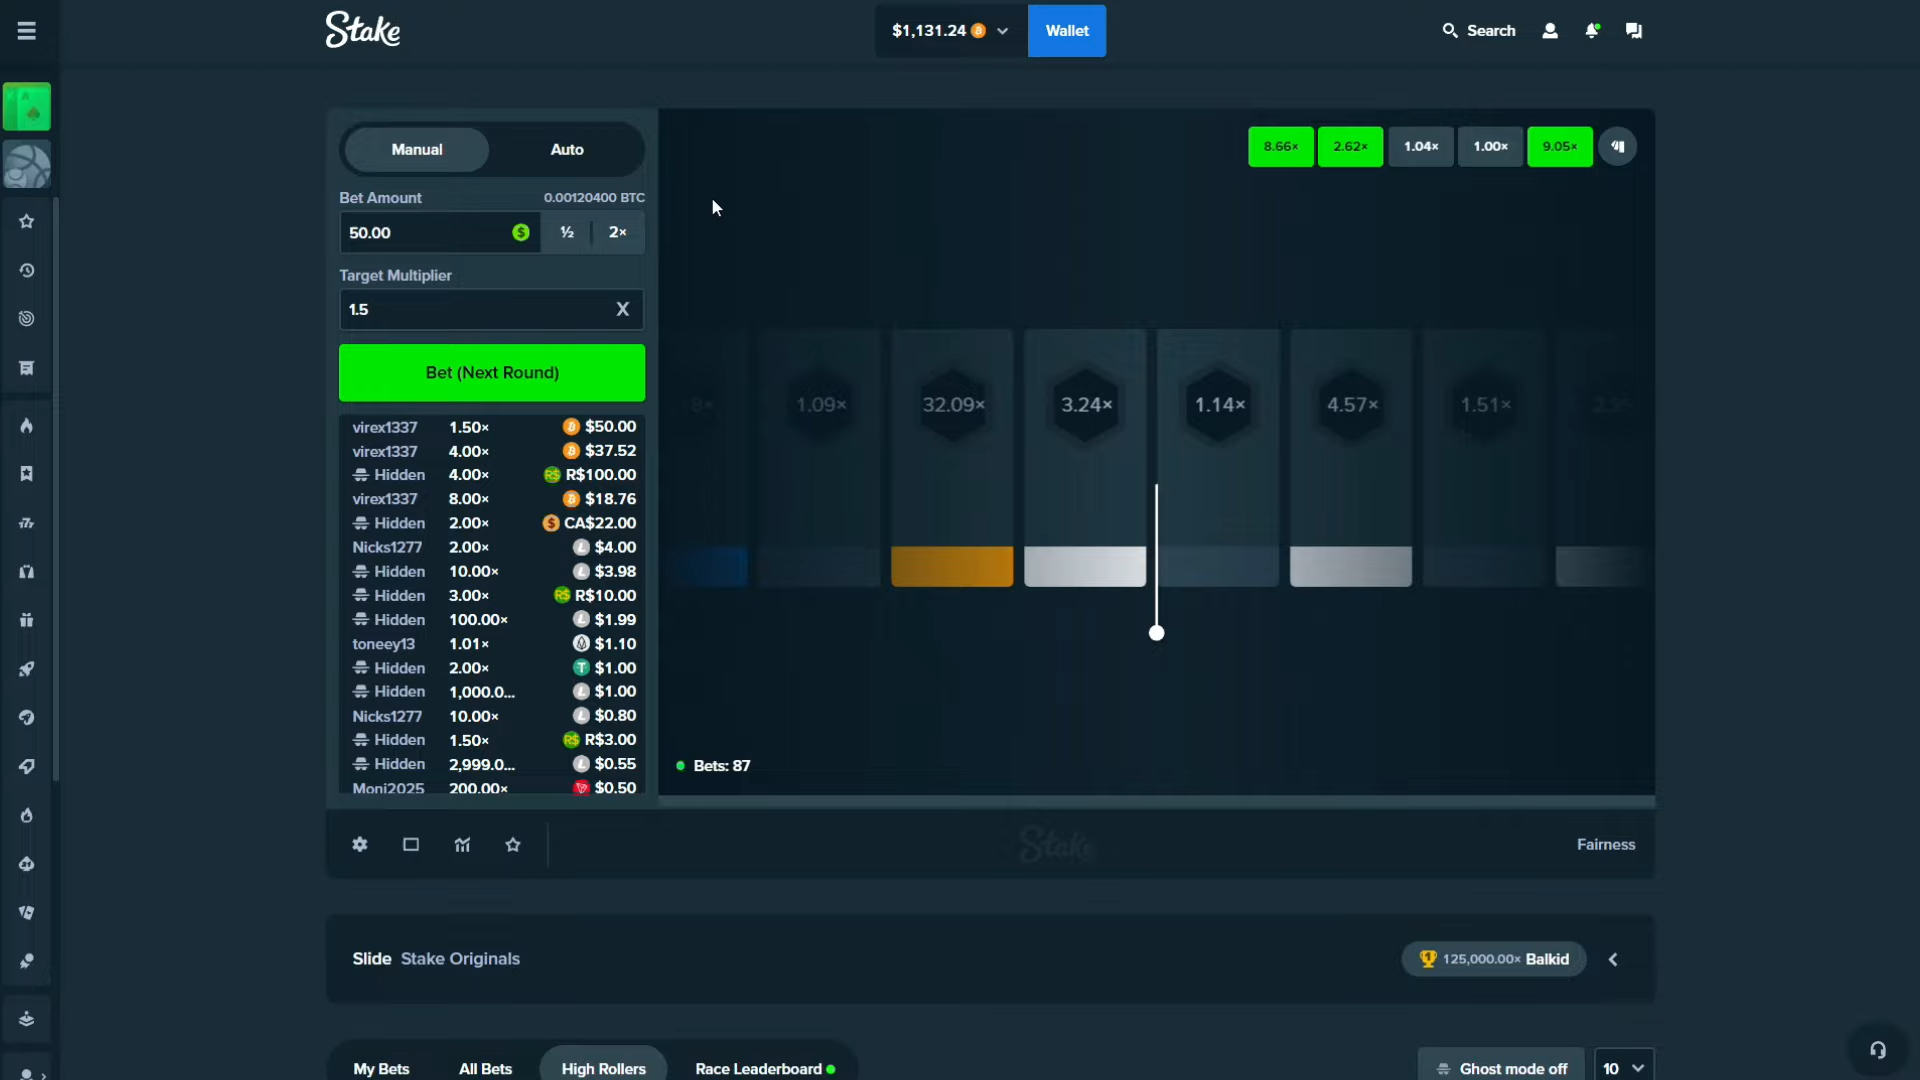 Stake
$1,131.24
Wallet
Search
Manual
Auto
8.66×
2.62×
1.04×
1.00×
9.05×
Bet Amount
0.00120400 BTC
50.00
½
2×
Target Multiplier
1.5
X
Bet (Next Round)
virex1337 1.50× $50.00
virex1337 4.00× $37.52
Hidden 4.00× R$100.00
virex1337 8.00× $18.76
Hidden 2.00× CA$22.00
Nicks1277 2.00× $4.00
Hidden 10.00× $3.98
Hidden 3.00× R$10.00
Hidden 100.00× $1.99
toneey13 1.01× $1.10
Hidden 2.00× $1.00
Hidden 1,000.0... $1.00
Nicks1277 10.00× $0.80
Hidden 1.50× R$3.00
Hidden 2,999.0... $0.55
Moni2025 200.00× $0.50
1.09×
32.09×
3.24×
1.14×
4.57×
1.51×
Bets: 87
Stake
Fairness
Slide Stake Originals
125,000.00× Balkid
My Bets
All Bets
High Rollers
Race Leaderboard
Ghost mode off
10